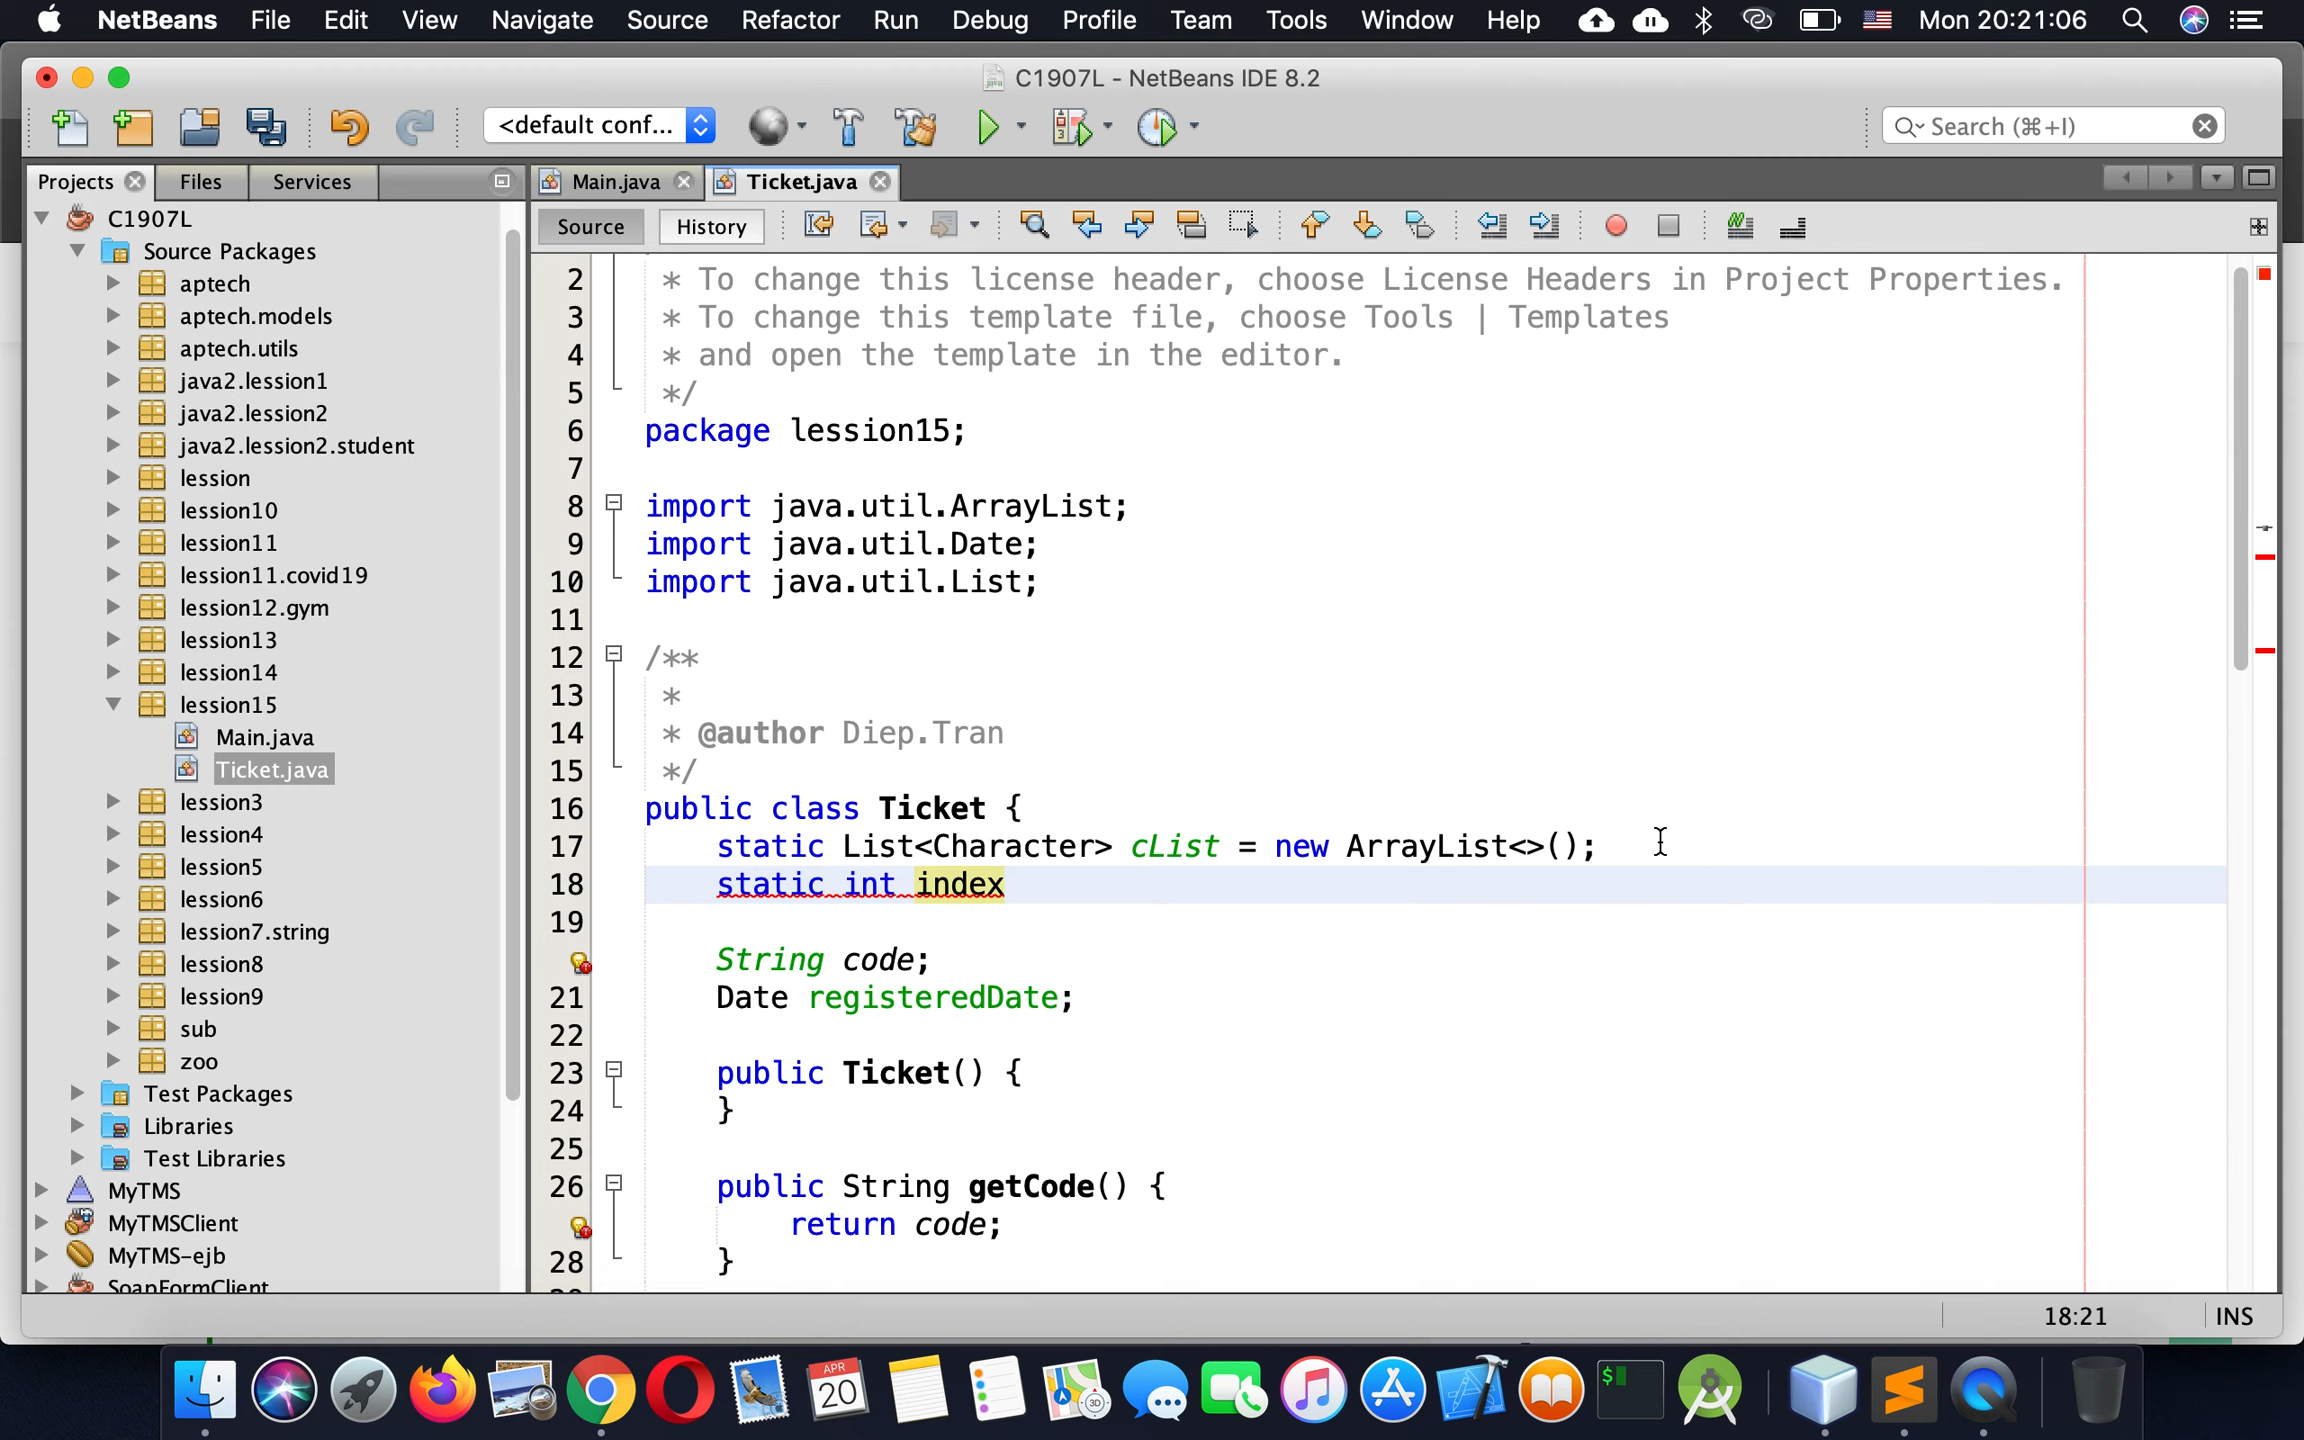 NetBeans File Edit View Navigate Source Refactor Run Debug Profile Team Tools Window Help Mon 20:21:06
C1907L - NetBeans IDE 8.2
<default conf... Search (⌘+I)
Projects Files Services Main.java Ticket.java
Source History
C1907L
Source Packages
aptech
aptech.models
aptech.utils
java2.lession1
java2.lession2
java2.lession2.student
lession
lession10
lession11
lession11.covid19
lession12.gym
lession13
lession14
lession15
Main.java
Ticket.java
lession3
lession4
lession5
lession6
lession7.string
lession8
lession9
sub
zoo
Test Packages
Libraries
Test Libraries
MyTMS
MyTMSClient
MyTMS-ejb
SoapFormClient
2 * To change this license header, choose License Headers in Project Properties.
3 * To change this template file, choose Tools | Templates
4 * and open the template in the editor.
5 */
6 package lession15;
7
8 import java.util.ArrayList;
9 import java.util.Date;
10 import java.util.List;
11
12 /**
13 *
14 * @author Diep.Tran
15 */
16 public class Ticket {
17 static List<Character> cList = new ArrayList<>();
18 static int index
19
String code;
21 Date registeredDate;
22
23 public Ticket() {
24 }
25
26 public String getCode() {
return code;
28 }
18:21 INS
APR
20
3D
$